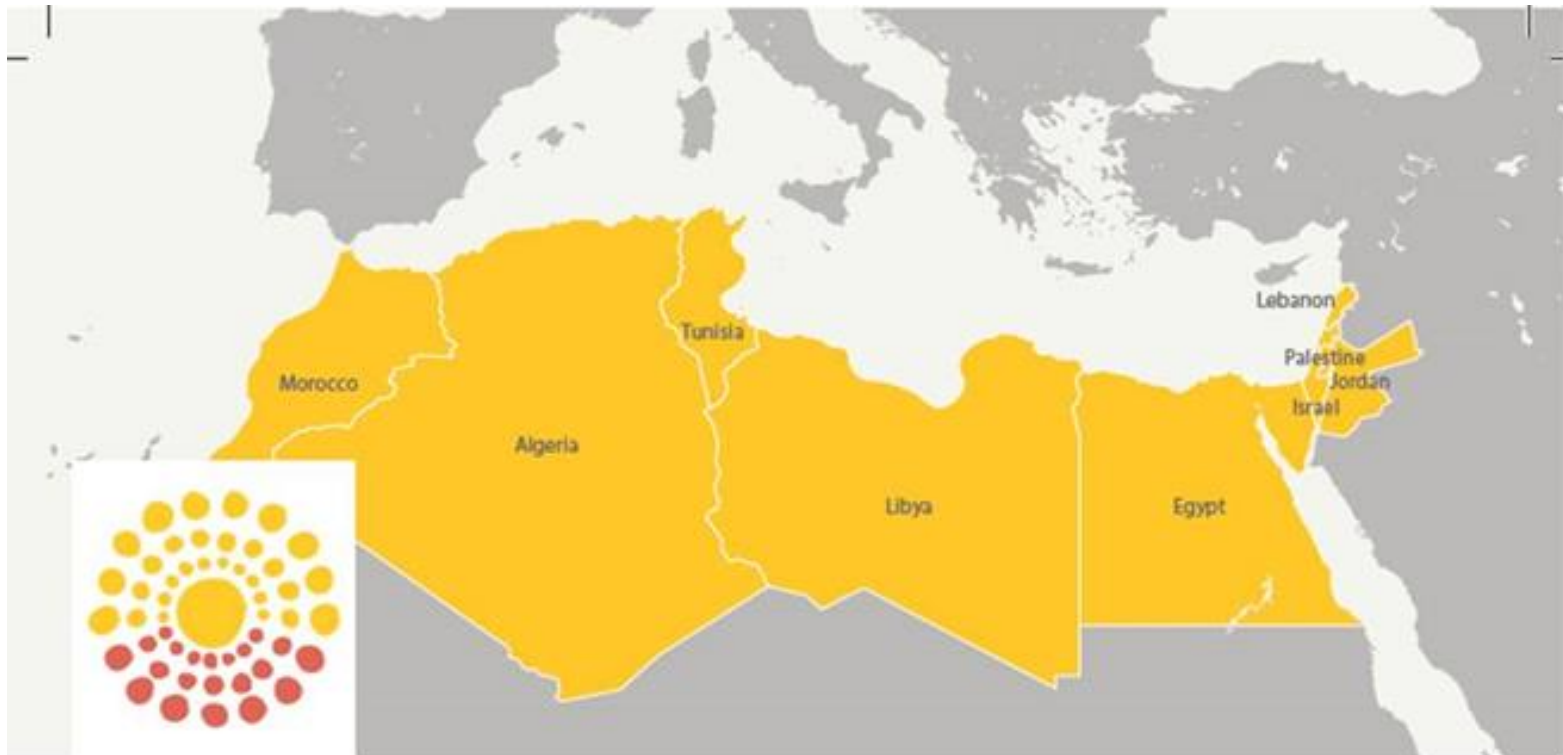 Lebanon
Tunisia
Palestine
Morocco
Jordan
Israel
Algeria
Libya
Egypt